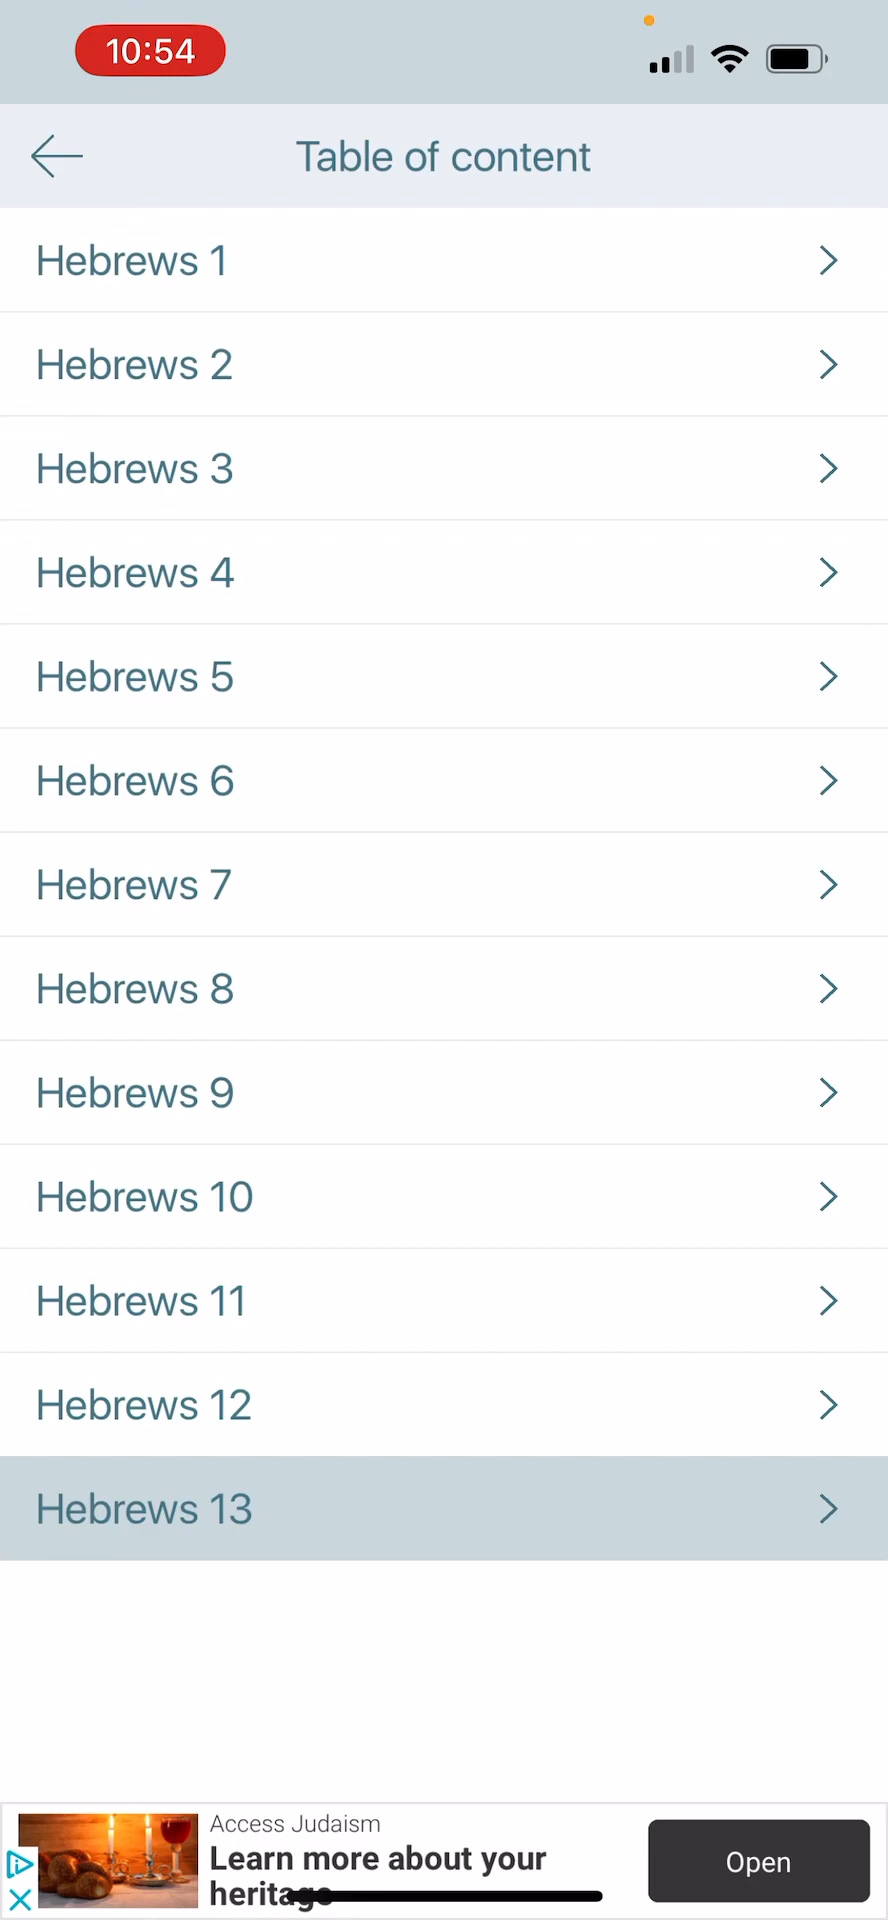 10:54
Table of content
Hebrews 1
Hebrews 2
Hebrews 3
Hebrews 4
Hebrews 5
Hebrews 6
Hebrews 7
Hebrews 8
Hebrews 9
Hebrews 10
Hebrews 11
Hebrews 12
Hebrews 13
Access Judaism
Learn more about your
heritage
Open